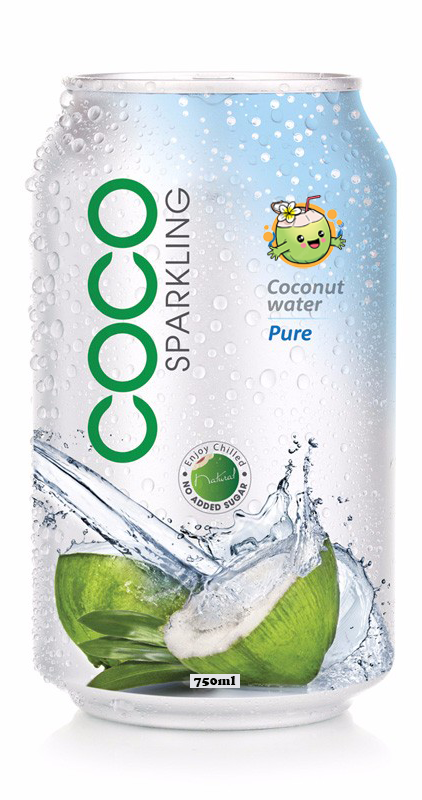 COCO
SPARKLING
Coconut
water
Pure
Enjoy Chilled
Natural
NO ADDED SUGAR
750ml